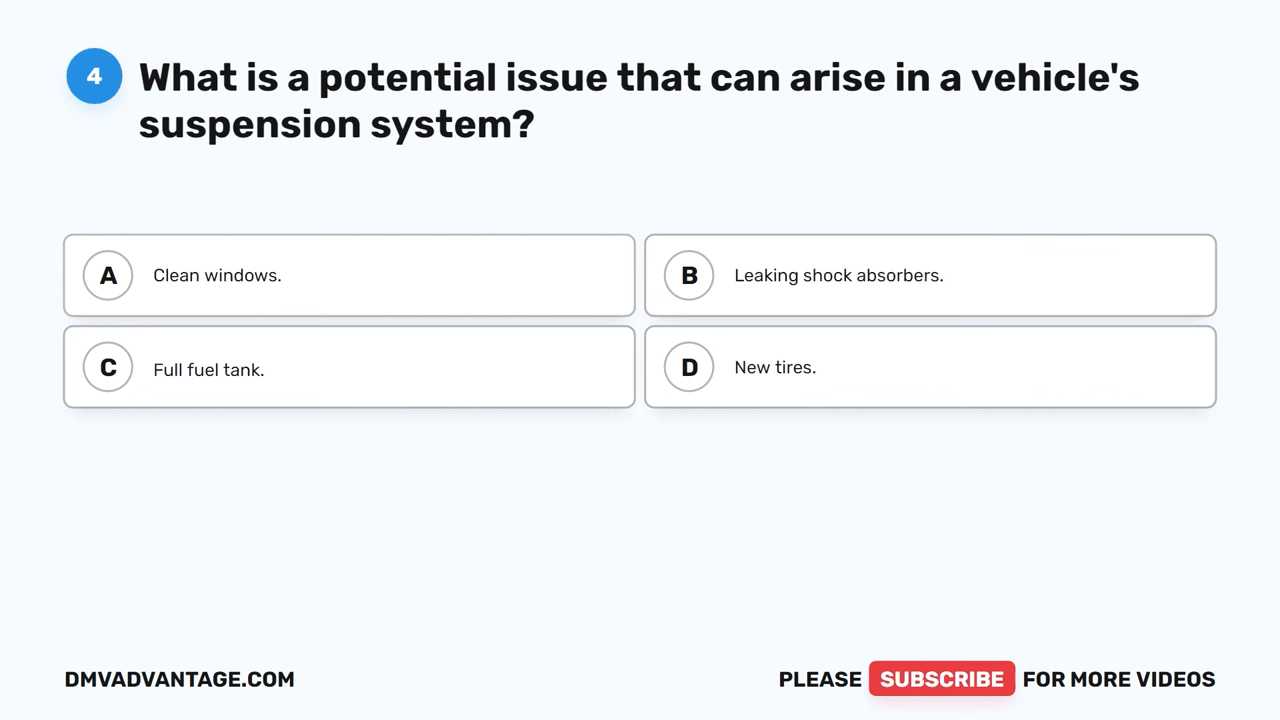 4
What is a potential issue that can arise in a vehicle's
suspension system?
A Clean windows.
B Leaking shock absorbers.
C Full fuel tank.
D New tires.
DMVADVANTAGE.COM
PLEASE SUBSCRIBE FOR MORE VIDEOS